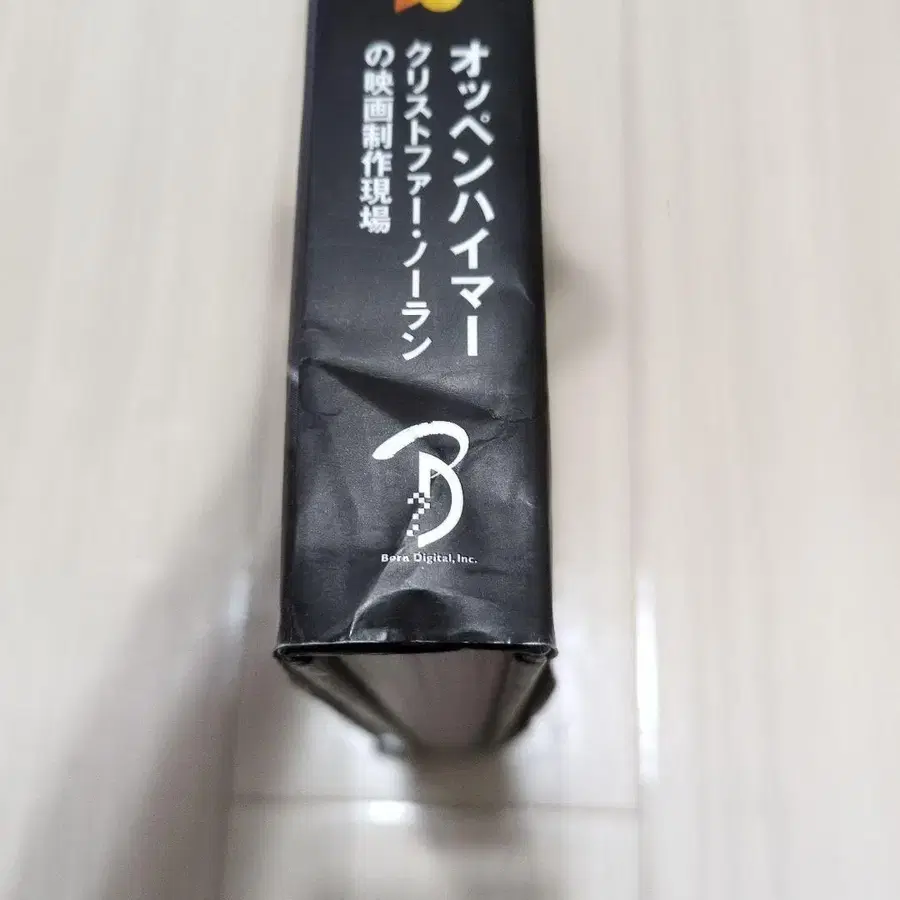 オッペンハイマー
クリストファー・ノーラン
の映画制作現場
B
Born Digital, Inc.